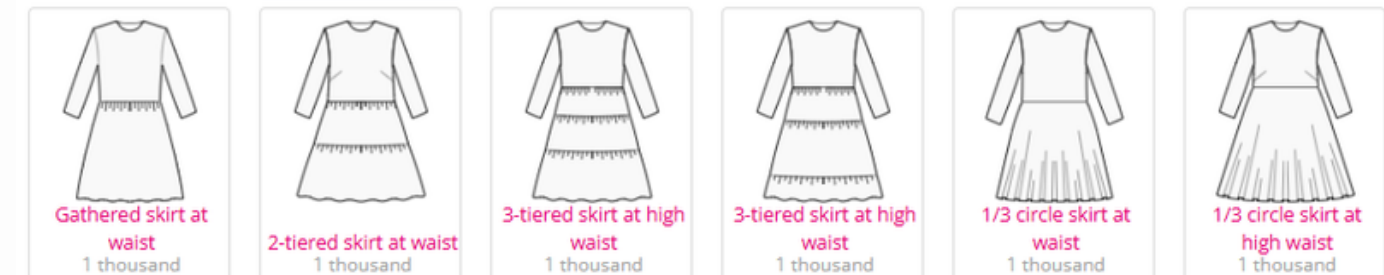 Gathered skirt at
waist
1 thousand
2-tiered skirt at waist
1 thousand
3-tiered skirt at high
waist
1 thousand
3-tiered skirt at high
waist
1 thousand
1/3 circle skirt at
waist
1 thousand
1/3 circle skirt at
high waist
1 thousand